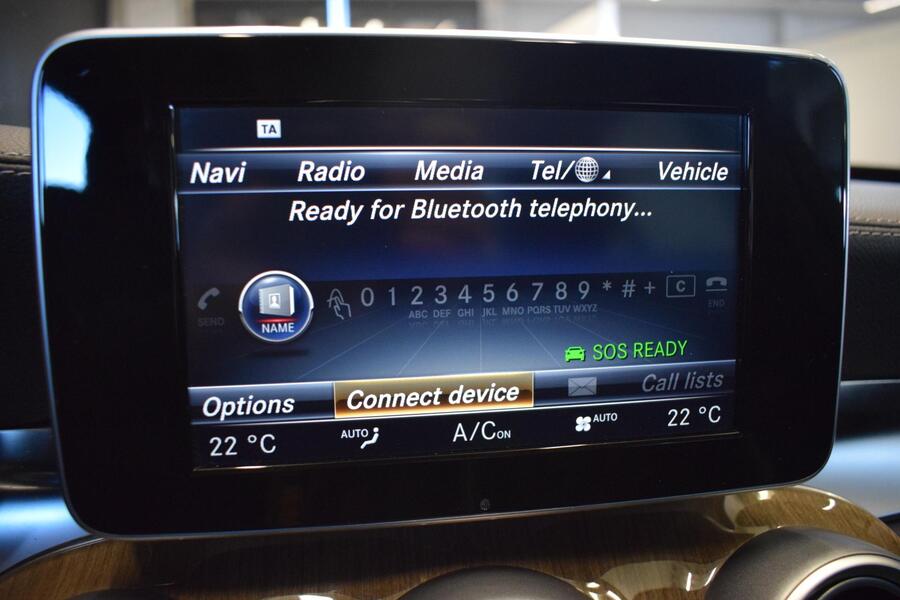 TA
Navi Radio Media Tel/ Vehicle
Ready for Bluetooth telephony...
0 1 2 3 4 5 6 7 8 9 * # + C
ABC DEF GHI JKL MNO PQRS TUV WXYZ
SEND NAME END
SOS READY
Options Connect device Call lists
22 °C AUTO A/C ON AUTO 22 °C